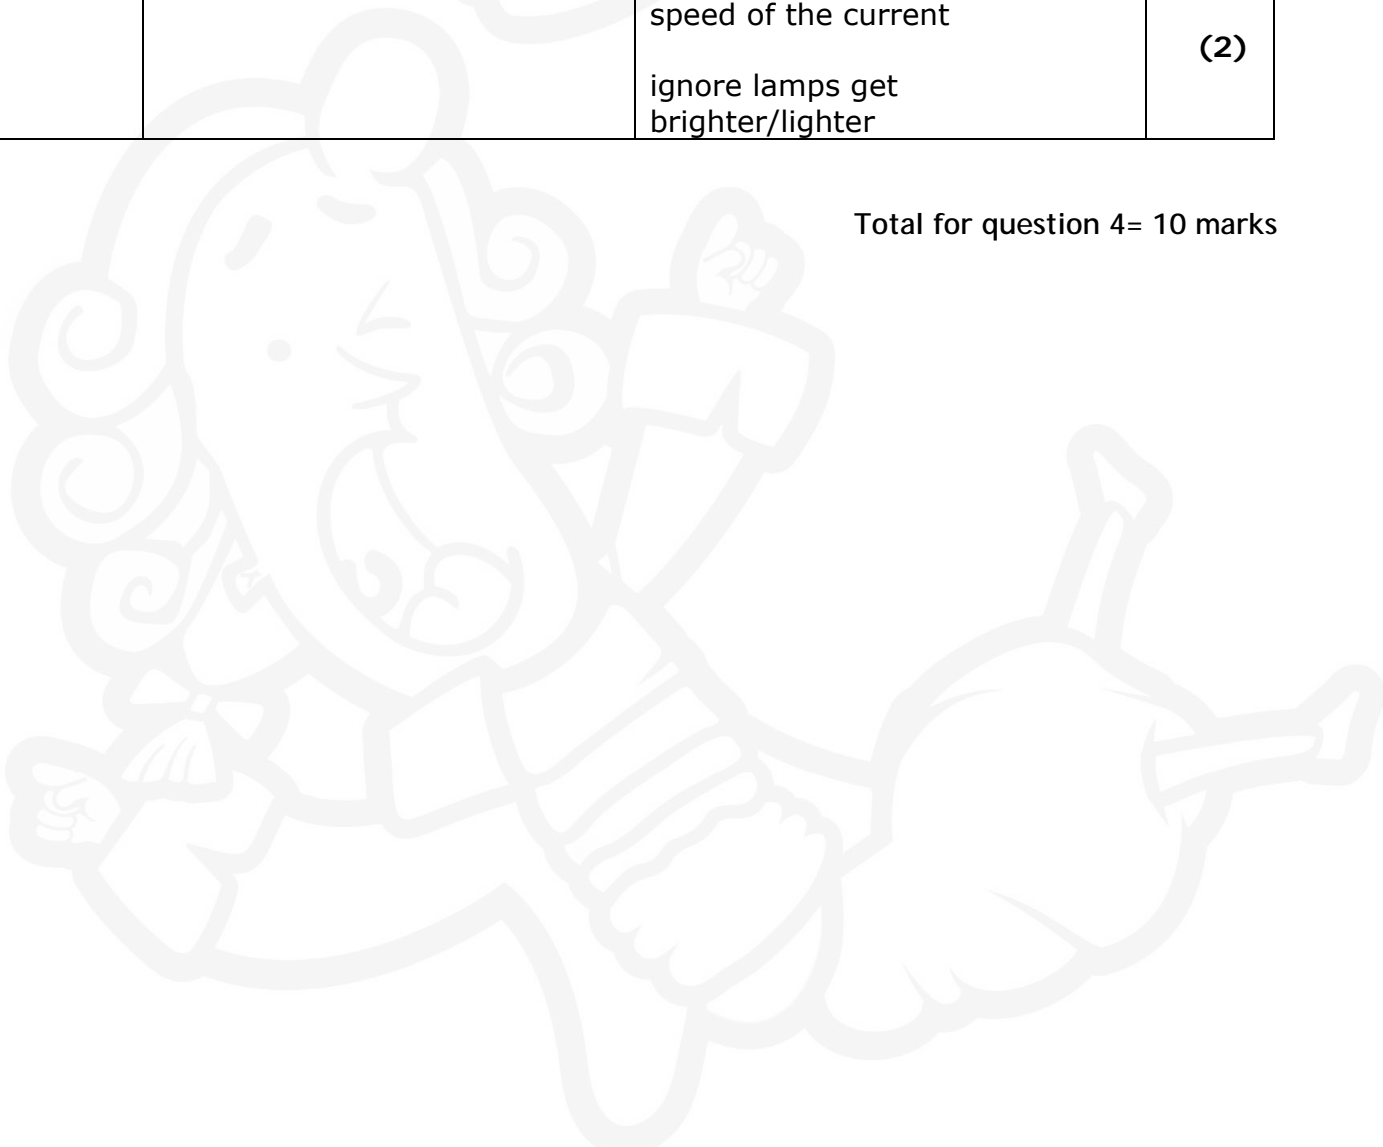 speed of the current
(2)
ignore lamps get
brighter/lighter
Total for question 4= 10 marks